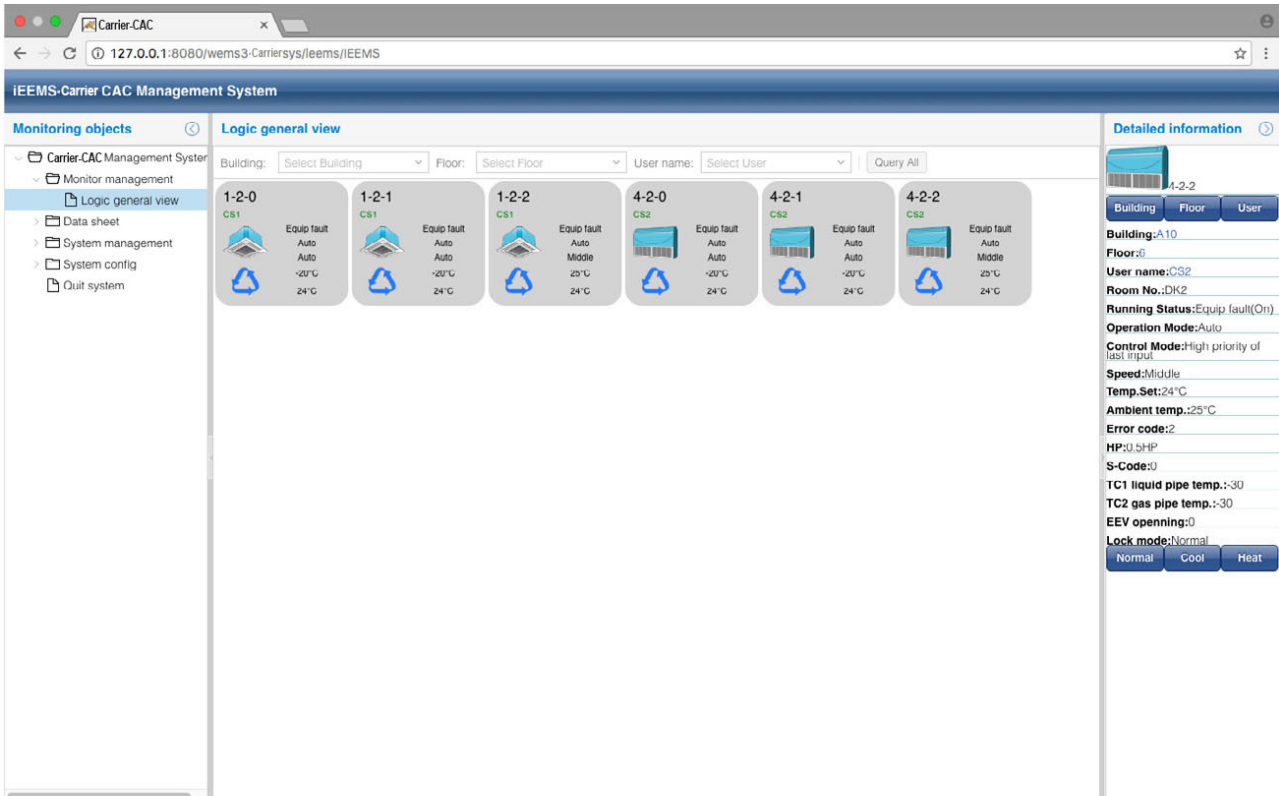 Carrier-CAC
127.0.0.1:8080/wems3-Carriersys/ieems/IEEMS
iEEMS-Carrier CAC Management System
Monitoring objects
Carrier-CAC Management Syster
Monitor management
Logic general view
Data sheet
System management
System config
Quit system
Logic general view
Building: Select Building Floor: Select Floor User name: Select User Query All
1-2-0
CS1
Equip fault
Auto
Auto
-20°C
24°C
1-2-1
CS1
Equip fault
Auto
Auto
-20°C
24°C
1-2-2
CS1
Equip fault
Auto
Middle
25°C
24°C
4-2-0
CS2
Equip fault
Auto
Auto
-20°C
24°C
4-2-1
CS2
Equip fault
Auto
Auto
-20°C
24°C
4-2-2
CS2
Equip fault
Auto
Middle
25°C
24°C
Detailed information
4-2-2
Building Floor User
Building:A10
Floor:6
User name:CS2
Room No.:DK2
Running Status:Equip fault(On)
Operation Mode:Auto
Control Mode:High priority of
last input
Speed:Middle
Temp.Set:24°C
Ambient temp.:25°C
Error code:2
HP:0.5HP
S-Code:0
TC1 liquid pipe temp.:-30
TC2 gas pipe temp.:-30
EEV openning:0
Lock mode:Normal
Normal Cool Heat